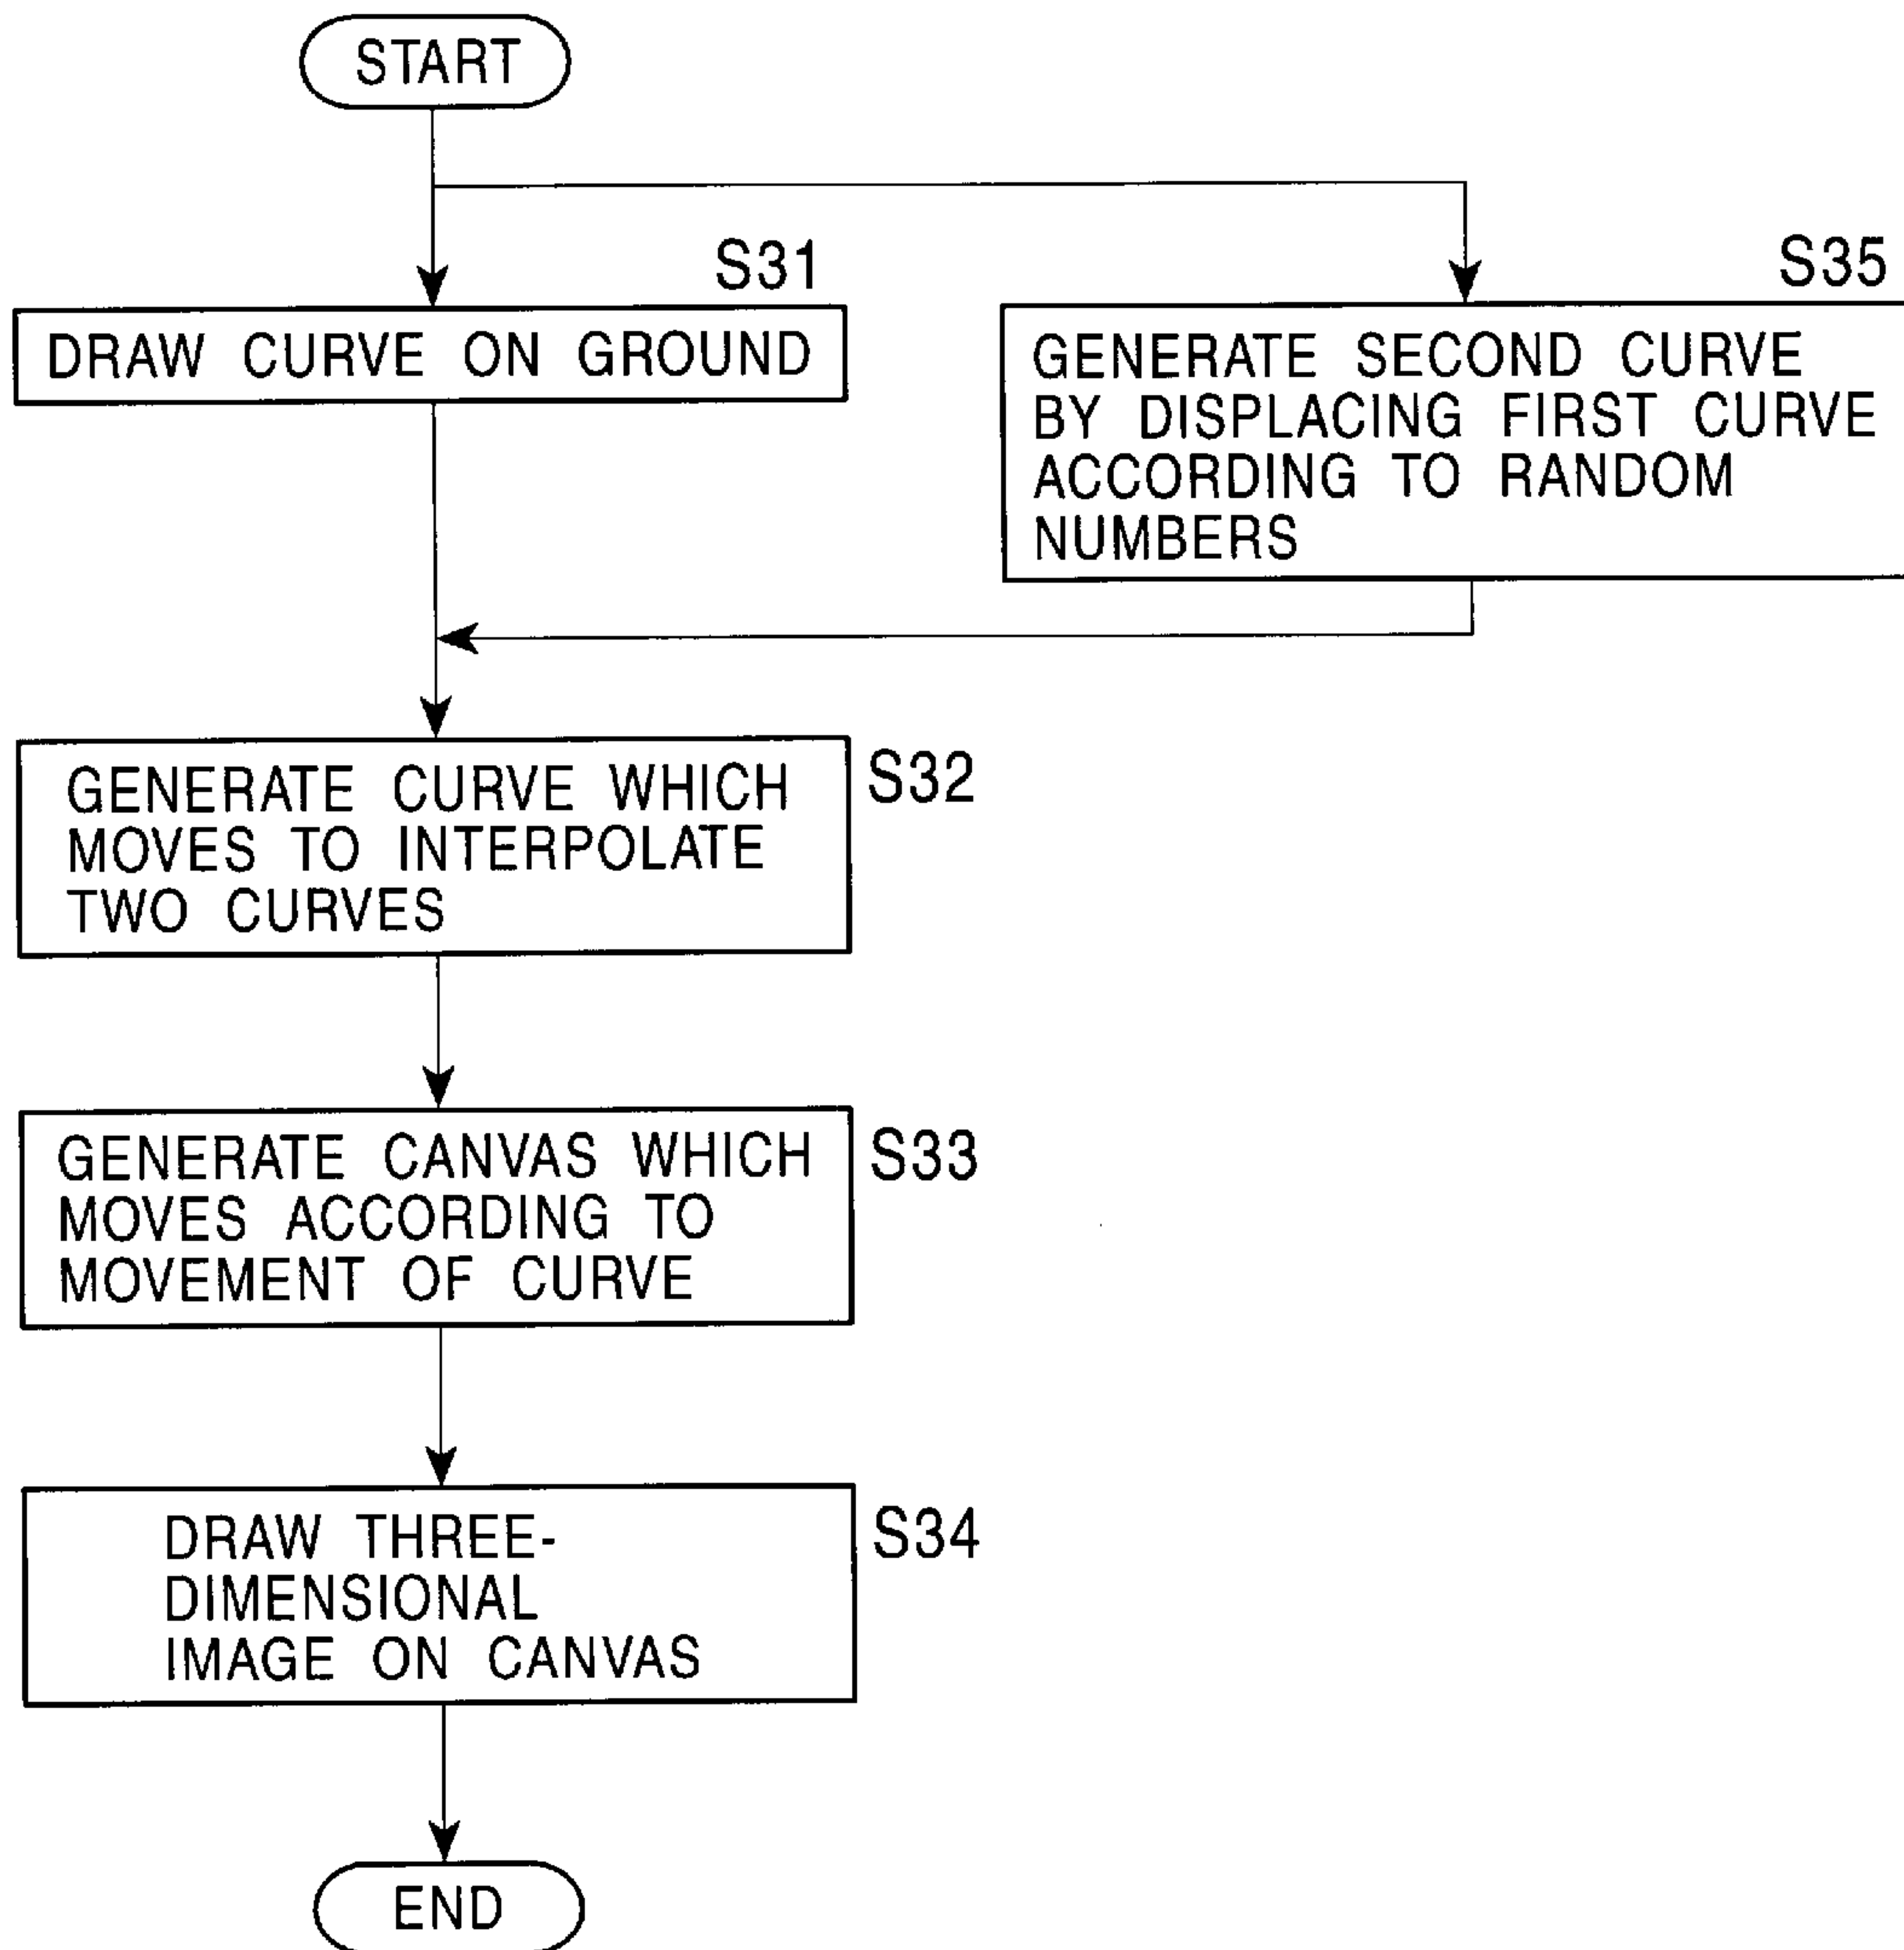 START
S31
DRAW CURVE ON GROUND
S35
GENERATE SECOND CURVE
BY DISPLACING FIRST CURVE
ACCORDING TO RANDOM
NUMBERS
GENERATE CURVE WHICH
MOVES TO INTERPOLATE
TWO CURVES
S32
GENERATE CANVAS WHICH
MOVES ACCORDING TO
MOVEMENT OF CURVE
S33
DRAW THREE-
DIMENSIONAL
IMAGE ON CANVAS
S34
END